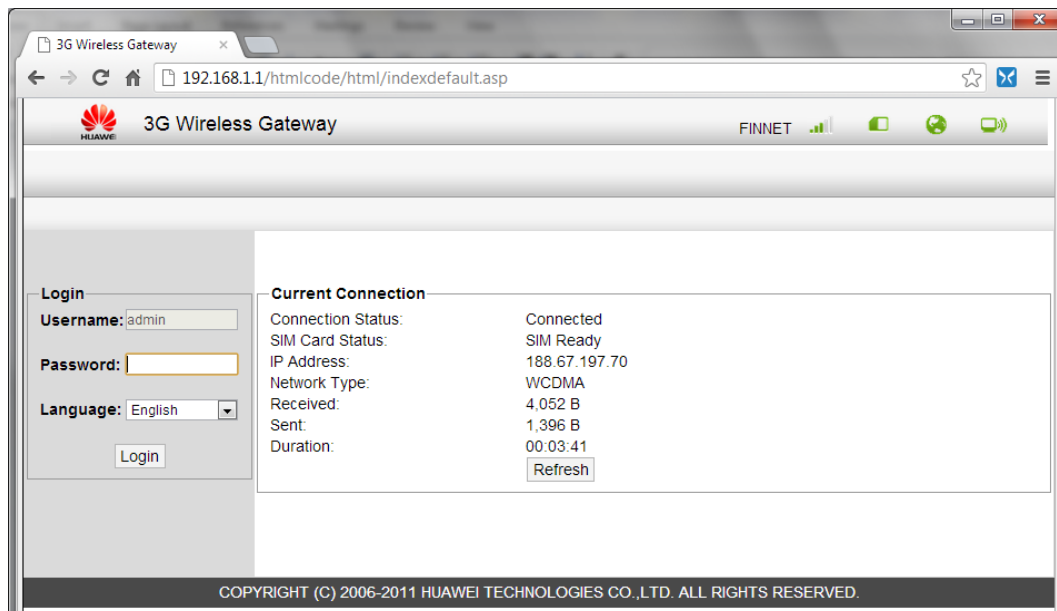 3G Wireless Gateway
192.168.1.1/htmlcode/html/indexdefault.asp
HUAWEI
3G Wireless Gateway
FINNET
Login
Username: admin
Password:
Language: English
Login
Current Connection
Connection Status: Connected
SIM Card Status: SIM Ready
IP Address: 188.67.197.70
Network Type: WCDMA
Received: 4,052 B
Sent: 1,396 B
Duration: 00:03:41
Refresh
COPYRIGHT (C) 2006-2011 HUAWEI TECHNOLOGIES CO.,LTD. ALL RIGHTS RESERVED.